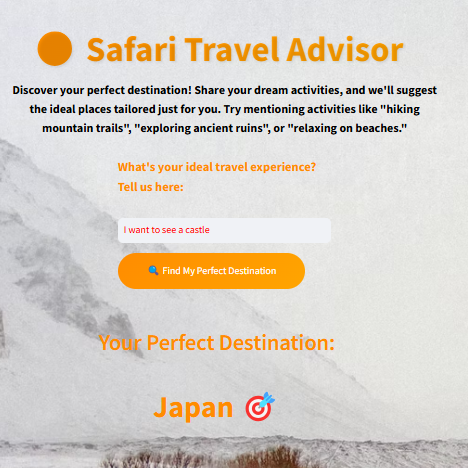 Safari Travel Advisor
Discover your perfect destination! Share your dream activities, and we'll suggest
the ideal places tailored just for you. Try mentioning activities like "hiking
mountain trails", "exploring ancient ruins", or "relaxing on beaches."
What's your ideal travel experience?
Tell us here:
I want to see a castle
🔍 Find My Perfect Destination
Your Perfect Destination:
Japan 🎯